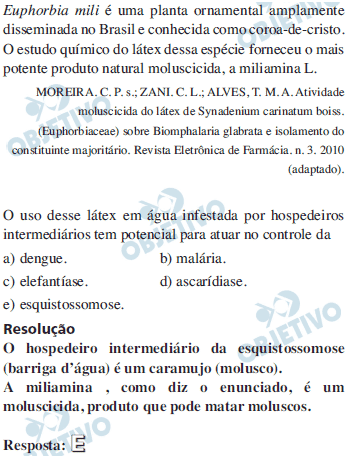 Euphorbia mili é uma planta ornamental amplamente
disseminada no Brasil e conhecida como coroa-de-cristo.
O estudo químico do látex dessa espécie forneceu o mais
potente produto natural moluscicida, a miliamina L.
MOREIRA. C. P. s.; ZANI. C. L.; ALVES, T. M. A. Atividade
moluscicida do látex de Synadenium carinatum boiss.
(Euphorbiaceae) sobre Biomphalaria glabrata e isolamento do
constituinte majoritário. Revista Eletrônica de Farmácia. n. 3. 2010
(adaptado).
O uso desse látex em água infestada por hospedeiros
intermediários tem potencial para atuar no controle da
a) dengue. b) malária.
c) elefantíase. d) ascarídiase.
e) esquistossomose.
Resolução
O hospedeiro intermediário da esquistossomose
(barriga d'água) é um caramujo (molusco).
A miliamina , como diz o enunciado, é um
moluscicida, produto que pode matar moluscos.
Resposta: E
OBJETIVO
OBJETIVO
OBJETIVO
OBJETIVO
OBJETIVO